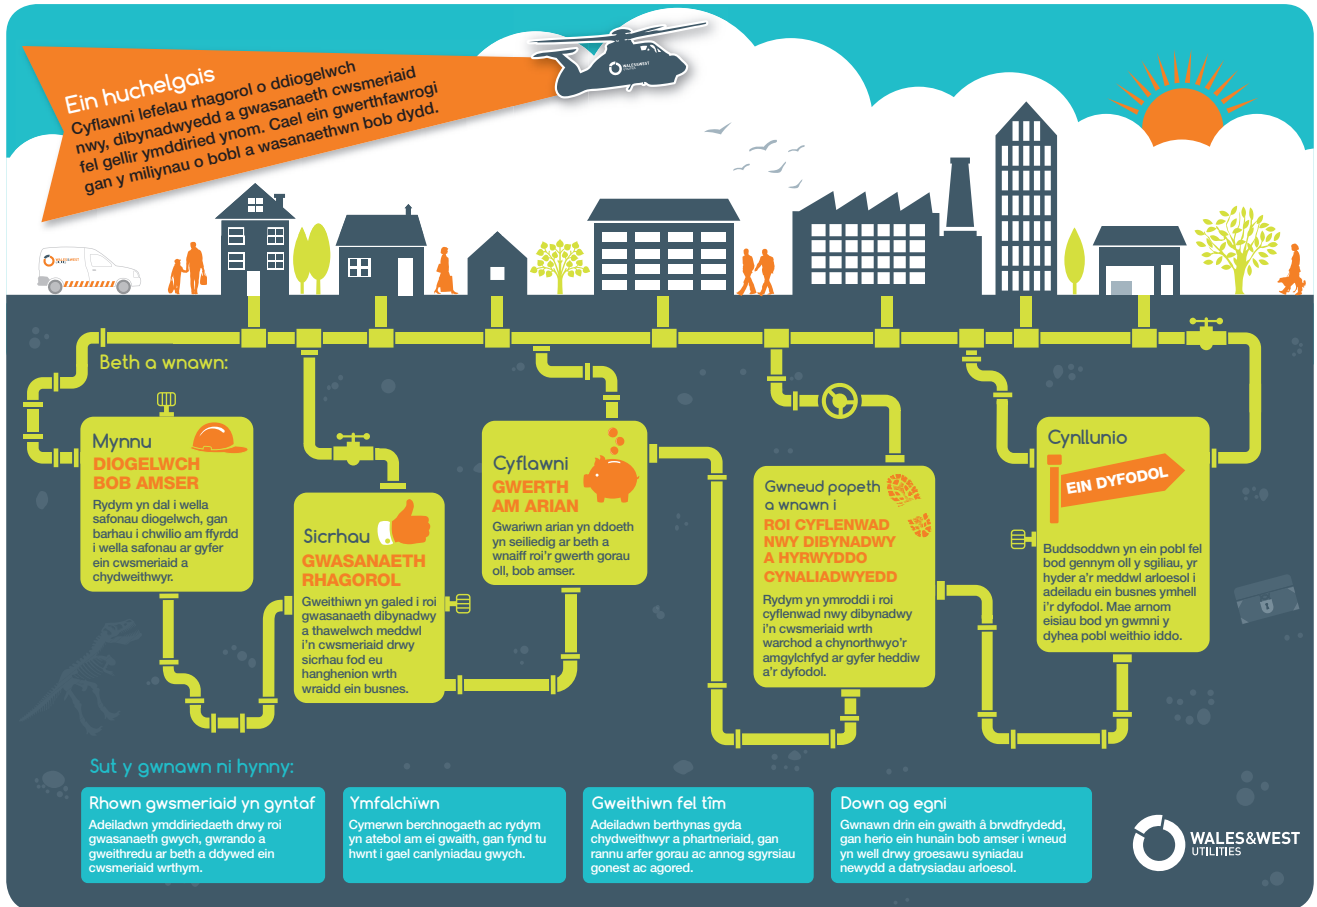 Ein huchelgais
Cyflawni lefelau rhagorol o ddiogelwch
nwy, dibynadwyedd a gwasanaeth cwsmeriaid
fel gellir ymddiried ynom. Cael ein gwerthfawrogi
gan y miliynau o bobl a wasanaethwn bob dydd.
WALES&WEST
UTILITIES
WALES&WEST
UTILITIES
Beth a wnawn:
Mynnu
DIOGELWCH
BOB AMSER
Rydym yn dal i wella
safonau diogelwch, gan
barhau i chwilio am ffyrdd
i wella safonau ar gyfer
ein cwsmeriaid a
chydweithwyr.
Sicrhau
GWASANAETH
RHAGOROL
Gweithiwn yn galed i roi
gwasanaeth dibynadwy
a thawelwch meddwl
i'n cwsmeriaid drwy
sicrhau fod eu
hanghenion wrth
wraidd ein busnes.
Cyflawni
GWERTH
AM ARIAN
Gwariwn arian yn ddoeth
yn seiliedig ar beth a
wnaiff roi'r gwerth gorau
oll, bob amser.
Gwneud popeth
a wnawn i
ROI CYFLENWAD
NWY DIBYNADWY
A HYRWYDDO
CYNALIADWYEDD
Rydym yn ymroddi i roi
cyflenwad nwy dibynadwy
i'n cwsmeriaid wrth
warchod a chynorthwyo'r
amgylchfyd ar gyfer heddiw
a'r dyfodol.
Cynllunio
EIN DYFODOL
Buddsoddwn yn ein pobl fel
bod gennym oll y sgiliau, yr
hyder a'r meddwl arloesol i
adeiladu ein busnes ymhell
i'r dyfodol. Mae arnom
eisiau bod yn gwmni y
dyhea pobl weithio iddo.
Sut y gwnawn ni hynny:
Rhown gwsmeriaid yn gyntaf
Adeiladwn ymddiriedaeth drwy roi
gwasanaeth gwych, gwrando a
gweithredu ar beth a ddywed ein
cwsmeriaid wrthym.
Ymfalchïwn
Cymerwn berchnogaeth ac rydym
yn atebol am ei gwaith, gan fynd tu
hwnt i gael canlyniadau gwych.
Gweithiwn fel tîm
Adeiladwn berthynas gyda
chydweithwyr a phartneriaid, gan
rannu arfer gorau ac annog sgyrsiau
gonest ac agored.
Down ag egni
Gwnawn drin ein gwaith â brwdfrydedd,
gan herio ein hunain bob amser i wneud
yn well drwy groesawu syniadau
newydd a datrysiadau arloesol.
WALES&WEST
UTILITIES